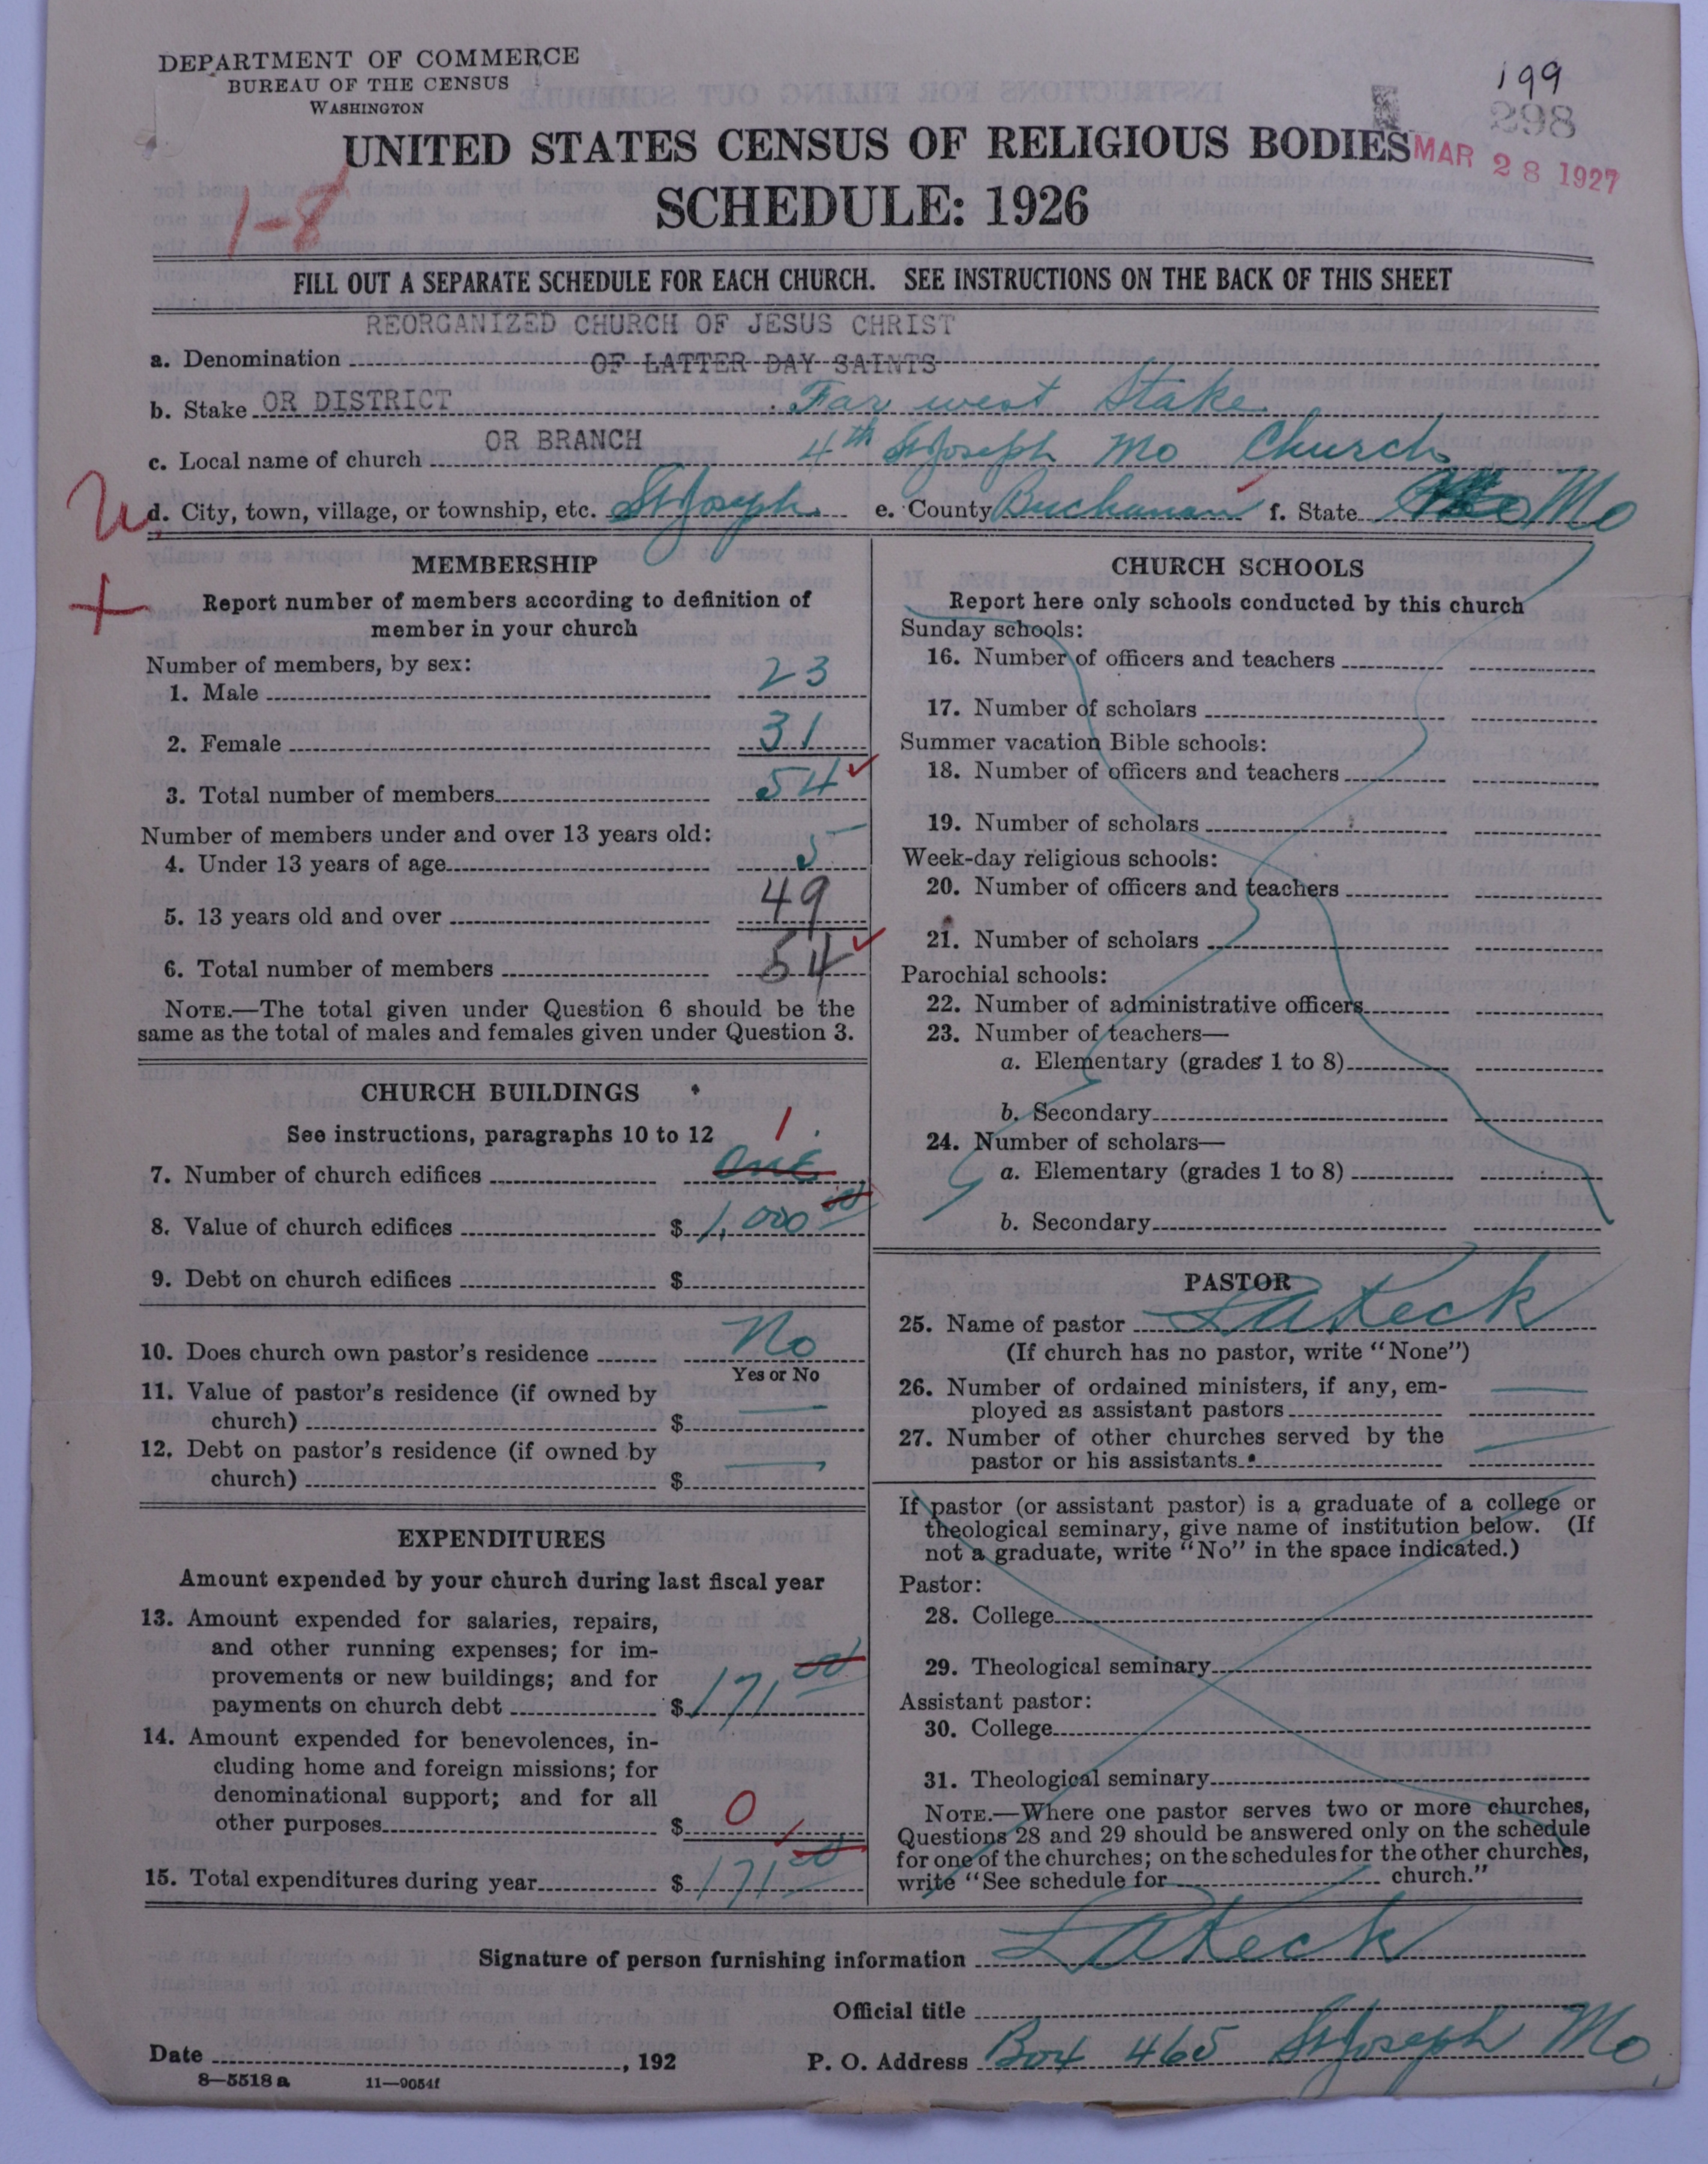 DEPARTMENT OF COMMERCE
BUREAU OF THE CENSUS
WASHINGTON
199
298
UNITED STATES CENSUS OF RELIGIOUS BODIES
MAR 28 1927
1-8
SCHEDULE: 1926
FILL OUT A SEPARATE SCHEDULE FOR EACH CHURCH. SEE INSTRUCTIONS ON THE BACK OF THIS SHEET
REORGANIZED CHURCH OF JESUS CHRIST
a. Denomination OF LATTER DAY SAINTS
b. Stake OR DISTRICT Far west Stake
OR BRANCH
c. Local name of church 4th St Joseph Mo Church
d. City, town, village, or township, etc. St Joseph e. County Buchanan f. State Mo
MEMBERSHIP
Report number of members according to definition of
member in your church
Number of members, by sex:
1. Male 23
2. Female 31
3. Total number of members 54
Number of members under and over 13 years old:
4. Under 13 years of age 5
5. 13 years old and over 49
6. Total number of members 54
NOTE.—The total given under Question 6 should be the
same as the total of males and females given under Question 3.
CHURCH BUILDINGS
See instructions, paragraphs 10 to 12
1
7. Number of church edifices One
8. Value of church edifices $ 1,000 00
9. Debt on church edifices $
10. Does church own pastor's residence No
Yes or No
11. Value of pastor's residence (if owned by
church) $
12. Debt on pastor's residence (if owned by
church) $
EXPENDITURES
Amount expended by your church during last fiscal year
13. Amount expended for salaries, repairs,
and other running expenses; for im-
provements or new buildings; and for
payments on church debt $ 171 00
14. Amount expended for benevolences, in-
cluding home and foreign missions; for
denominational support; and for all
other purposes $ 0
15. Total expenditures during year $ 171 00
CHURCH SCHOOLS
Report here only schools conducted by this church
Sunday schools:
16. Number of officers and teachers
17. Number of scholars
Summer vacation Bible schools:
18. Number of officers and teachers
19. Number of scholars
Week-day religious schools:
20. Number of officers and teachers
21. Number of scholars
Parochial schools:
22. Number of administrative officers
23. Number of teachers—
a. Elementary (grades 1 to 8)
b. Secondary
24. Number of scholars—
a. Elementary (grades 1 to 8)
b. Secondary
PASTOR
25. Name of pastor L A Keck
(If church has no pastor, write "None")
26. Number of ordained ministers, if any, em-
ployed as assistant pastors
27. Number of other churches served by the
pastor or his assistants
If pastor (or assistant pastor) is a graduate of a college or
theological seminary, give name of institution below. (If
not a graduate, write "No" in the space indicated.)
Pastor:
28. College
29. Theological seminary
Assistant pastor:
30. College
31. Theological seminary
NOTE.—Where one pastor serves two or more churches,
Questions 28 and 29 should be answered only on the schedule
for one of the churches; on the schedules for the other churches,
write "See schedule for church."
Signature of person furnishing information L A Keck
Official title
Date , 192
P. O. Address Box 465 St Joseph Mo
8—5518 a 11—9054f